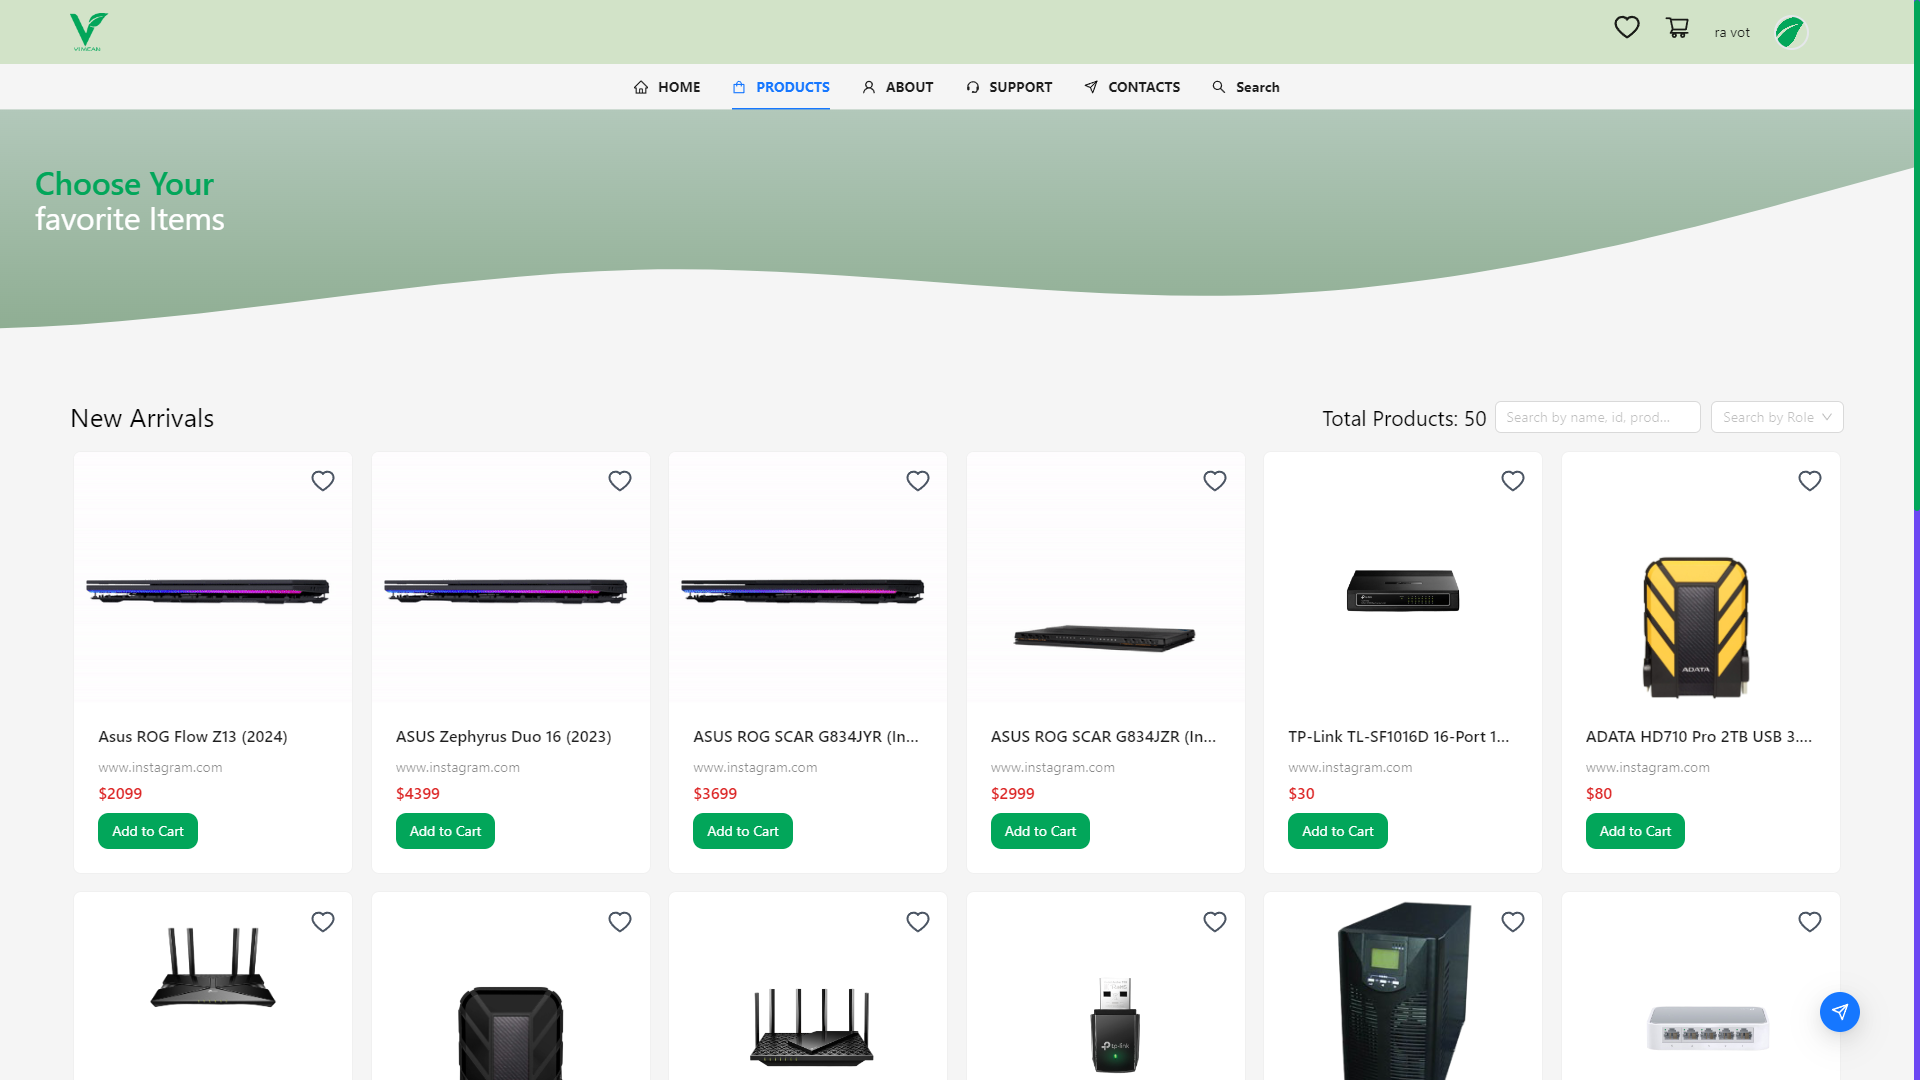 VIMEAN
ra vot
HOME
PRODUCTS
ABOUT
SUPPORT
CONTACTS
Search
Choose Your
favorite Items
New Arrivals
Total Products: 50
Search by name, id, prod...
Search by Role
Asus ROG Flow Z13 (2024)
www.instagram.com
$2099
Add to Cart
ASUS Zephyrus Duo 16 (2023)
www.instagram.com
$4399
Add to Cart
ASUS ROG SCAR G834JYR (In...
www.instagram.com
$3699
Add to Cart
ASUS ROG SCAR G834JZR (In...
www.instagram.com
$2999
Add to Cart
TP-Link TL-SF1016D 16-Port 1...
www.instagram.com
$30
Add to Cart
ADATA
ADATA HD710 Pro 2TB USB 3....
www.instagram.com
$80
Add to Cart
tp-link